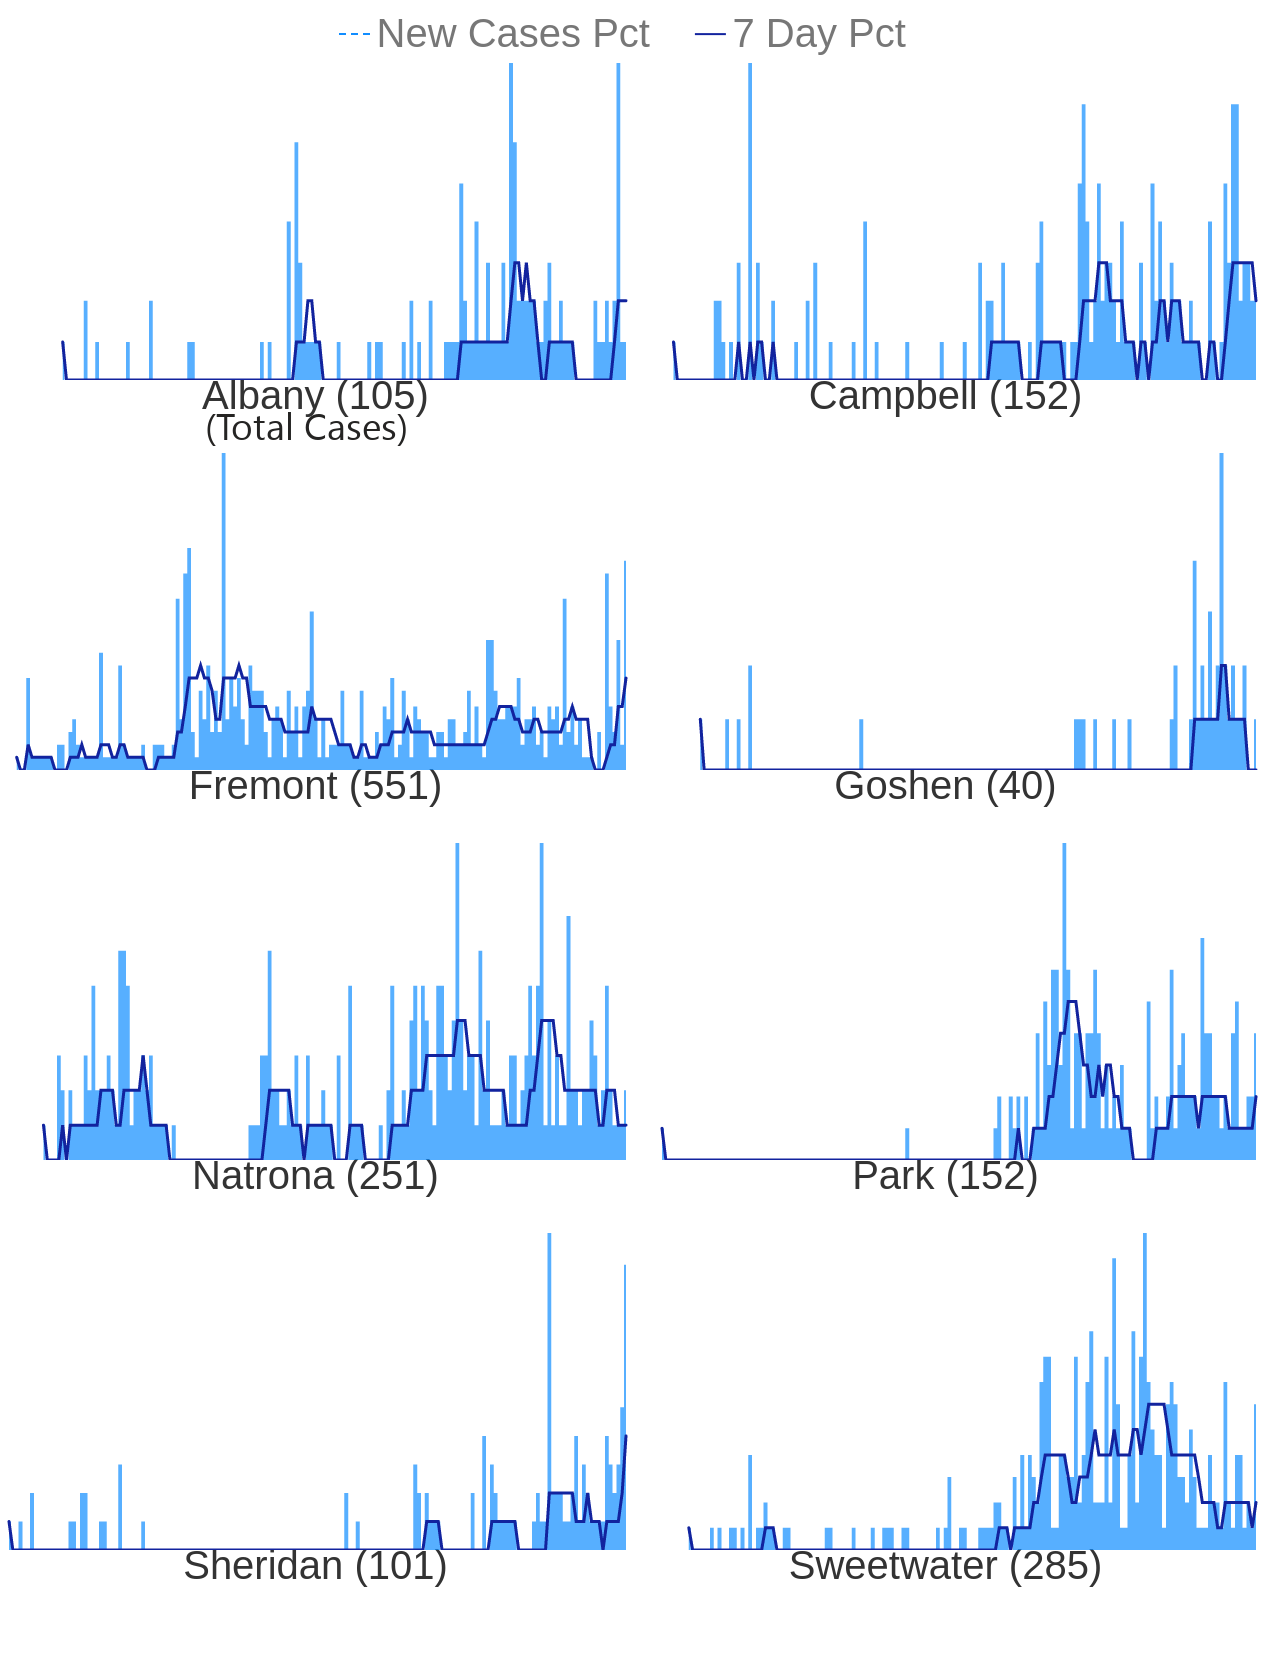 New Cases Pct 7 Day Pct
Albany (105) Campbell (152)
(Total Cases)
Fremont (551) Goshen (40)
Natrona (251) Park (152)
Sheridan (101) Sweetwater (285)